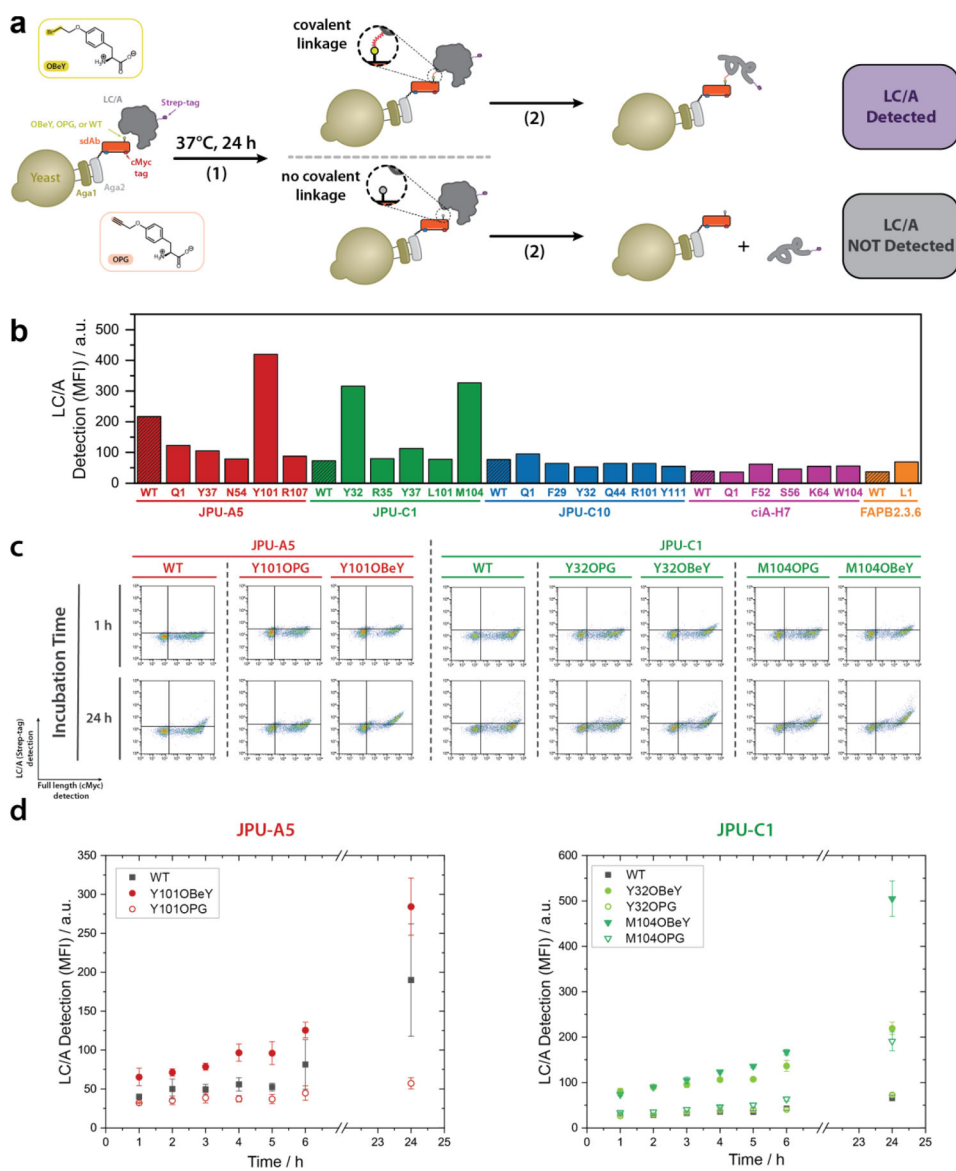 a
OBeY
H₂N
O
O
Br
LC/A
Strep-tag
OBeY, OPG, or WT
sdAb
cMyc
tag
Yeast
Aga1
Aga2
37°C, 24 h
(1)
OPG
covalent
linkage
(2)
LC/A
Detected
no covalent
linkage
(2)
+
LC/A
NOT Detected
b
LC/A
Detection (MFI) / a.u.
500
400
300
200
100
0
WT Q1 Y37 N54 Y101 R107 WT Y32 R35 Y37 L101 M104 WT Q1 F29 Y32 Q44 R101 Y111 WT Q1 F52 S56 K64 W104 WT L1
JPU-A5 JPU-C1 JPU-C10 ciA-H7 FAPB2.3.6
c
JPU-A5 JPU-C1
WT Y101OPG Y101OBeY WT Y32OPG Y32OBeY M104OPG M104OBeY
Incubation Time
1 h
24 h
LC/A (Strep-tag)
detection
Full length (cMyc)
detection
d
JPU-A5
LC/A Detection (MFI) / a.u.
350
300
250
200
150
100
50
0
WT
Y101OBeY
Y101OPG
0 1 2 3 4 5 6 7 23 24 25
Time / h
JPU-C1
LC/A Detection (MFI) / a.u.
600
500
400
300
200
100
0
WT
Y32OBeY
Y32OPG
M104OBeY
M104OPG
0 1 2 3 4 5 6 7 23 24 25
Time / h